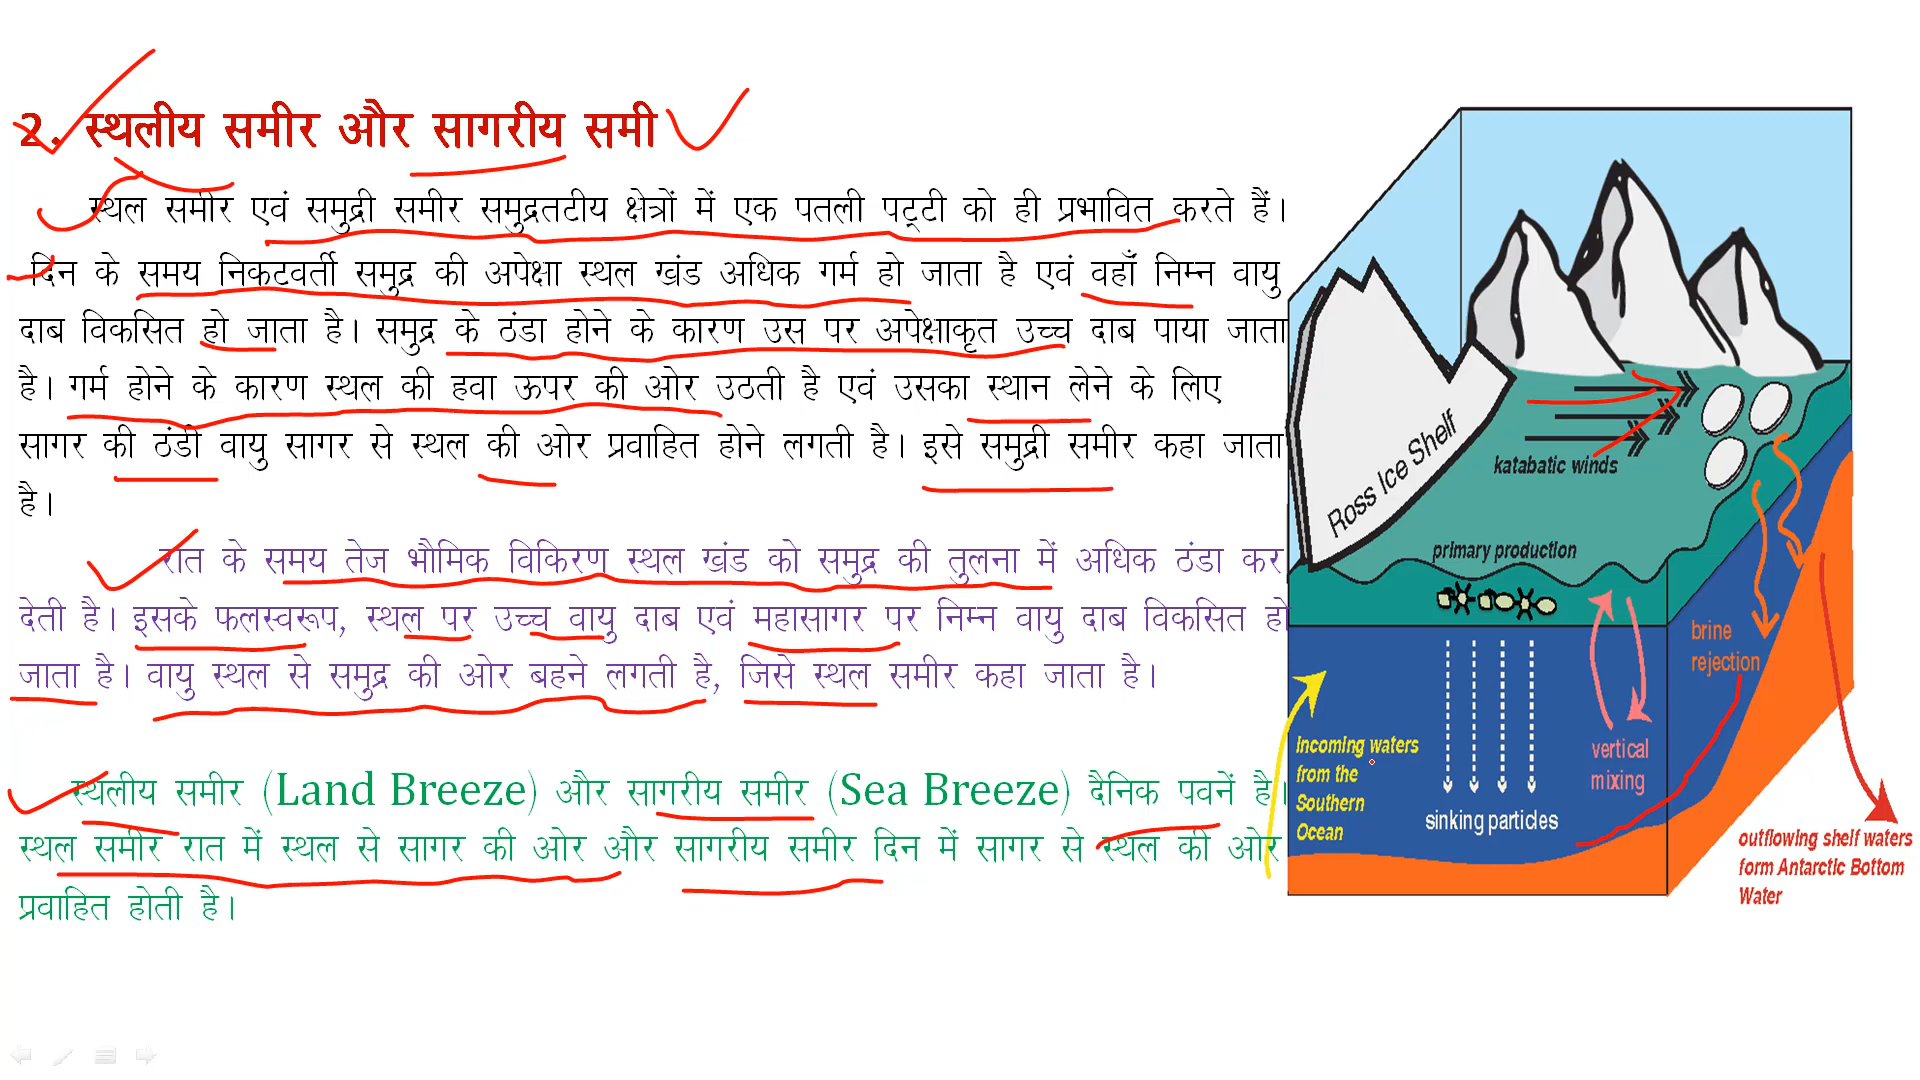 2. स्थलीय समीर और सागरीय समी
स्थल समीर एवं समुद्री समीर समुद्रतटीय क्षेत्रों में एक पतली पट्टी को ही प्रभावित करते हैं।
दिन के समय निकटवर्ती समुद्र की अपेक्षा स्थल खंड अधिक गर्म हो जाता है एवं वहाँ निम्न वायु
दाब विकसित हो जाता है। समुद्र के ठंडा होने के कारण उस पर अपेक्षाकृत उच्च दाब पाया जाता
है। गर्म होने के कारण स्थल की हवा ऊपर की ओर उठती है एवं उसका स्थान लेने के लिए
सागर की ठंडी वायु सागर से स्थल की ओर प्रवाहित होने लगती है। इसे समुद्री समीर कहा जाता
है।
रात के समय तेज भौमिक विकिरण स्थल खंड को समुद्र की तुलना में अधिक ठंडा कर
देती है। इसके फलस्वरूप, स्थल पर उच्च वायु दाब एवं महासागर पर निम्न वायु दाब विकसित हो
जाता है। वायु स्थल से समुद्र की ओर बहने लगती है, जिसे स्थल समीर कहा जाता है।
स्थलीय समीर (Land Breeze) और सागरीय समीर (Sea Breeze) दैनिक पवनें है।
स्थल समीर रात में स्थल से सागर की ओर और सागरीय समीर दिन में सागर से स्थल की ओर
प्रवाहित होती है।
Ross Ice Shelf
katabatic winds
primary production
brine
rejection
incoming waters
from the
Southern
Ocean
sinking particles
vertical
mixing
outflowing shelf waters
form Antarctic Bottom
Water